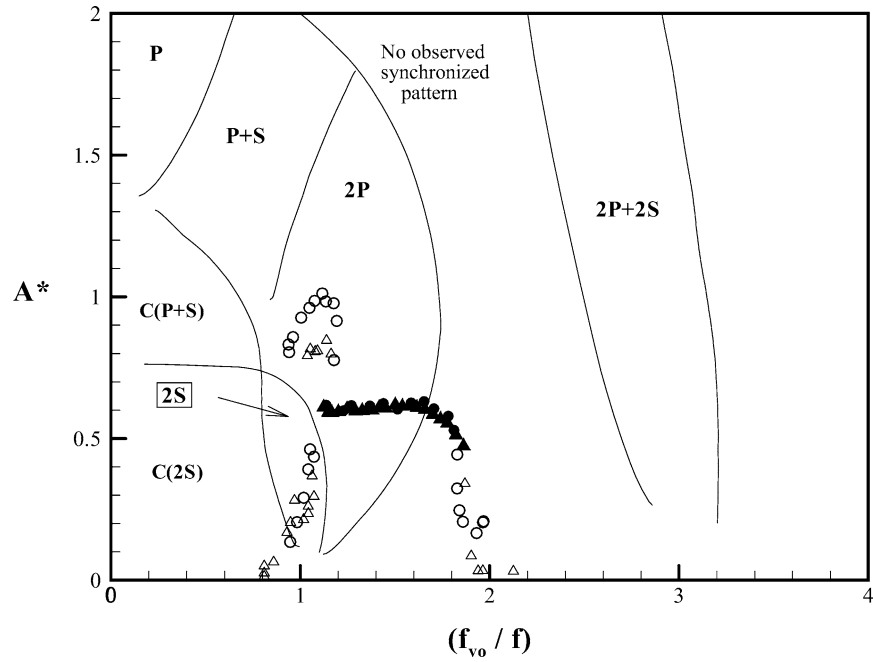 2
P
No observed
synchronized
pattern
P+S
1.5
2P
2P+2S
A*
1
C(P+S)
2S
0.5
C(2S)
0
0 1 2 3 4
(f_vo / f)